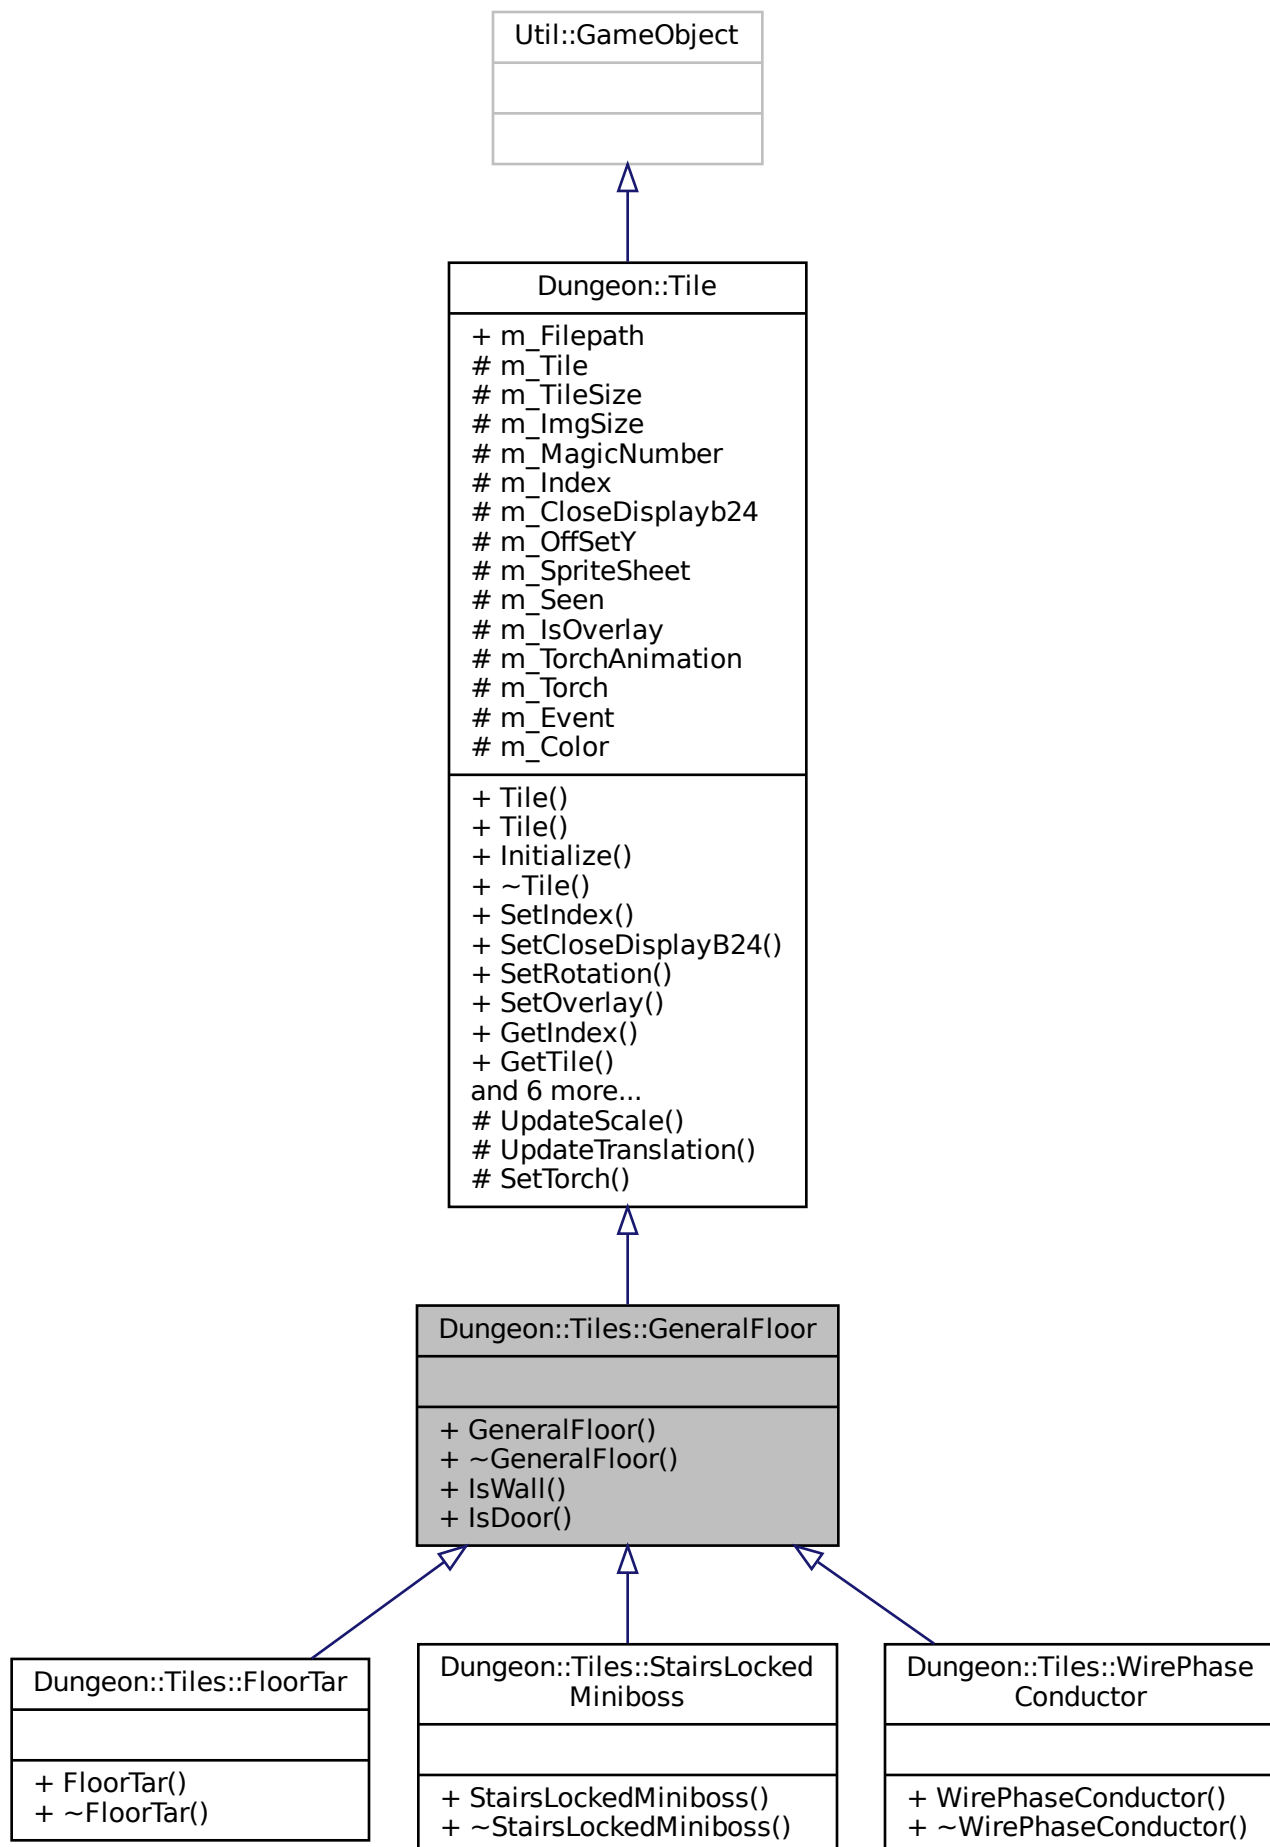 Util::GameObject
Dungeon::Tile
+ m_Filepath
# m_Tile
# m_TileSize
# m_ImgSize
# m_MagicNumber
# m_Index
# m_CloseDisplayb24
# m_OffSetY
# m_SpriteSheet
# m_Seen
# m_IsOverlay
# m_TorchAnimation
# m_Torch
# m_Event
# m_Color
+ Tile()
+ Tile()
+ Initialize()
+ ~Tile()
+ SetIndex()
+ SetCloseDisplayB24()
+ SetRotation()
+ SetOverlay()
+ GetIndex()
+ GetTile()
and 6 more...
# UpdateScale()
# UpdateTranslation()
# SetTorch()
Dungeon::Tiles::GeneralFloor
+ GeneralFloor()
+ ~GeneralFloor()
+ IsWall()
+ IsDoor()
Dungeon::Tiles::FloorTar
+ FloorTar()
+ ~FloorTar()
Dungeon::Tiles::StairsLocked
Miniboss
+ StairsLockedMiniboss()
+ ~StairsLockedMiniboss()
Dungeon::Tiles::WirePhase
Conductor
+ WirePhaseConductor()
+ ~WirePhaseConductor()